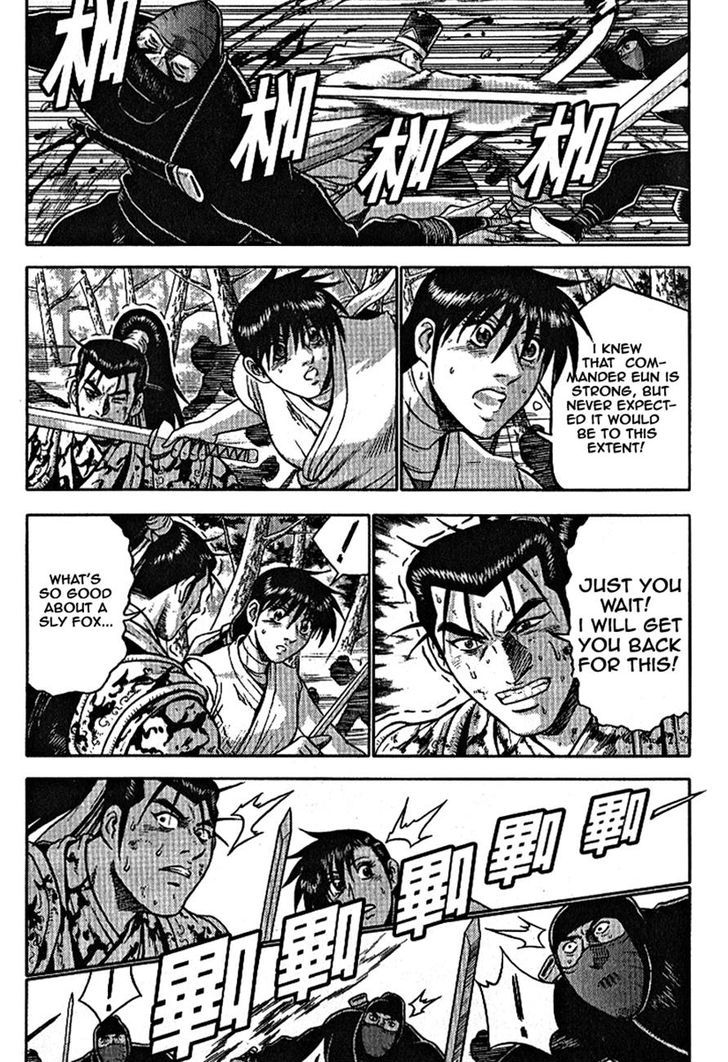 I KNEW
THAT COM-
MANDER EUN IS
STRONG, BUT
NEVER EXPECT-
ED IT WOULD
BE TO THIS
EXTENT!
WHAT'S
SO GOOD
ABOUT A
SLY FOX...
!
JUST YOU
WAIT!
I WILL GET
YOU BACK
FOR THIS!
!
!